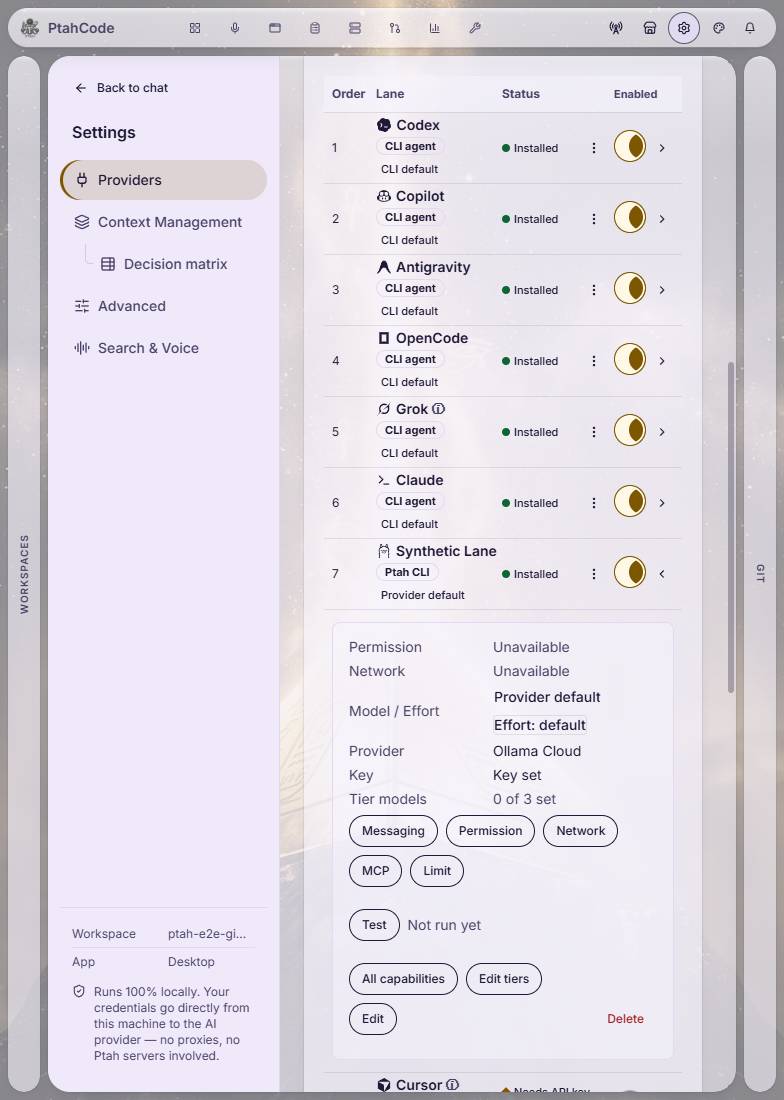 PtahCode
WORKSPACES
Back to chat
Settings
Providers
Context Management
Decision matrix
Advanced
Search & Voice
Workspace ptah-e2e-gi...
App Desktop
Runs 100% locally. Your
credentials go directly from
this machine to the AI
provider — no proxies, no
Ptah servers involved.
Order Lane Status Enabled
Codex
1 CLI agent Installed
CLI default
Copilot
2 CLI agent Installed
CLI default
Antigravity
3 CLI agent Installed
CLI default
OpenCode
4 CLI agent Installed
CLI default
Grok
5 CLI agent Installed
CLI default
Claude
6 CLI agent Installed
CLI default
Synthetic Lane
7 Ptah CLI Installed
Provider default
Permission Unavailable
Network Unavailable
Model / Effort Provider default
Effort: default
Provider Ollama Cloud
Key Key set
Tier models 0 of 3 set
Messaging Permission Network
MCP Limit
Test Not run yet
All capabilities Edit tiers
Edit Delete
Cursor Needs API key
GIT